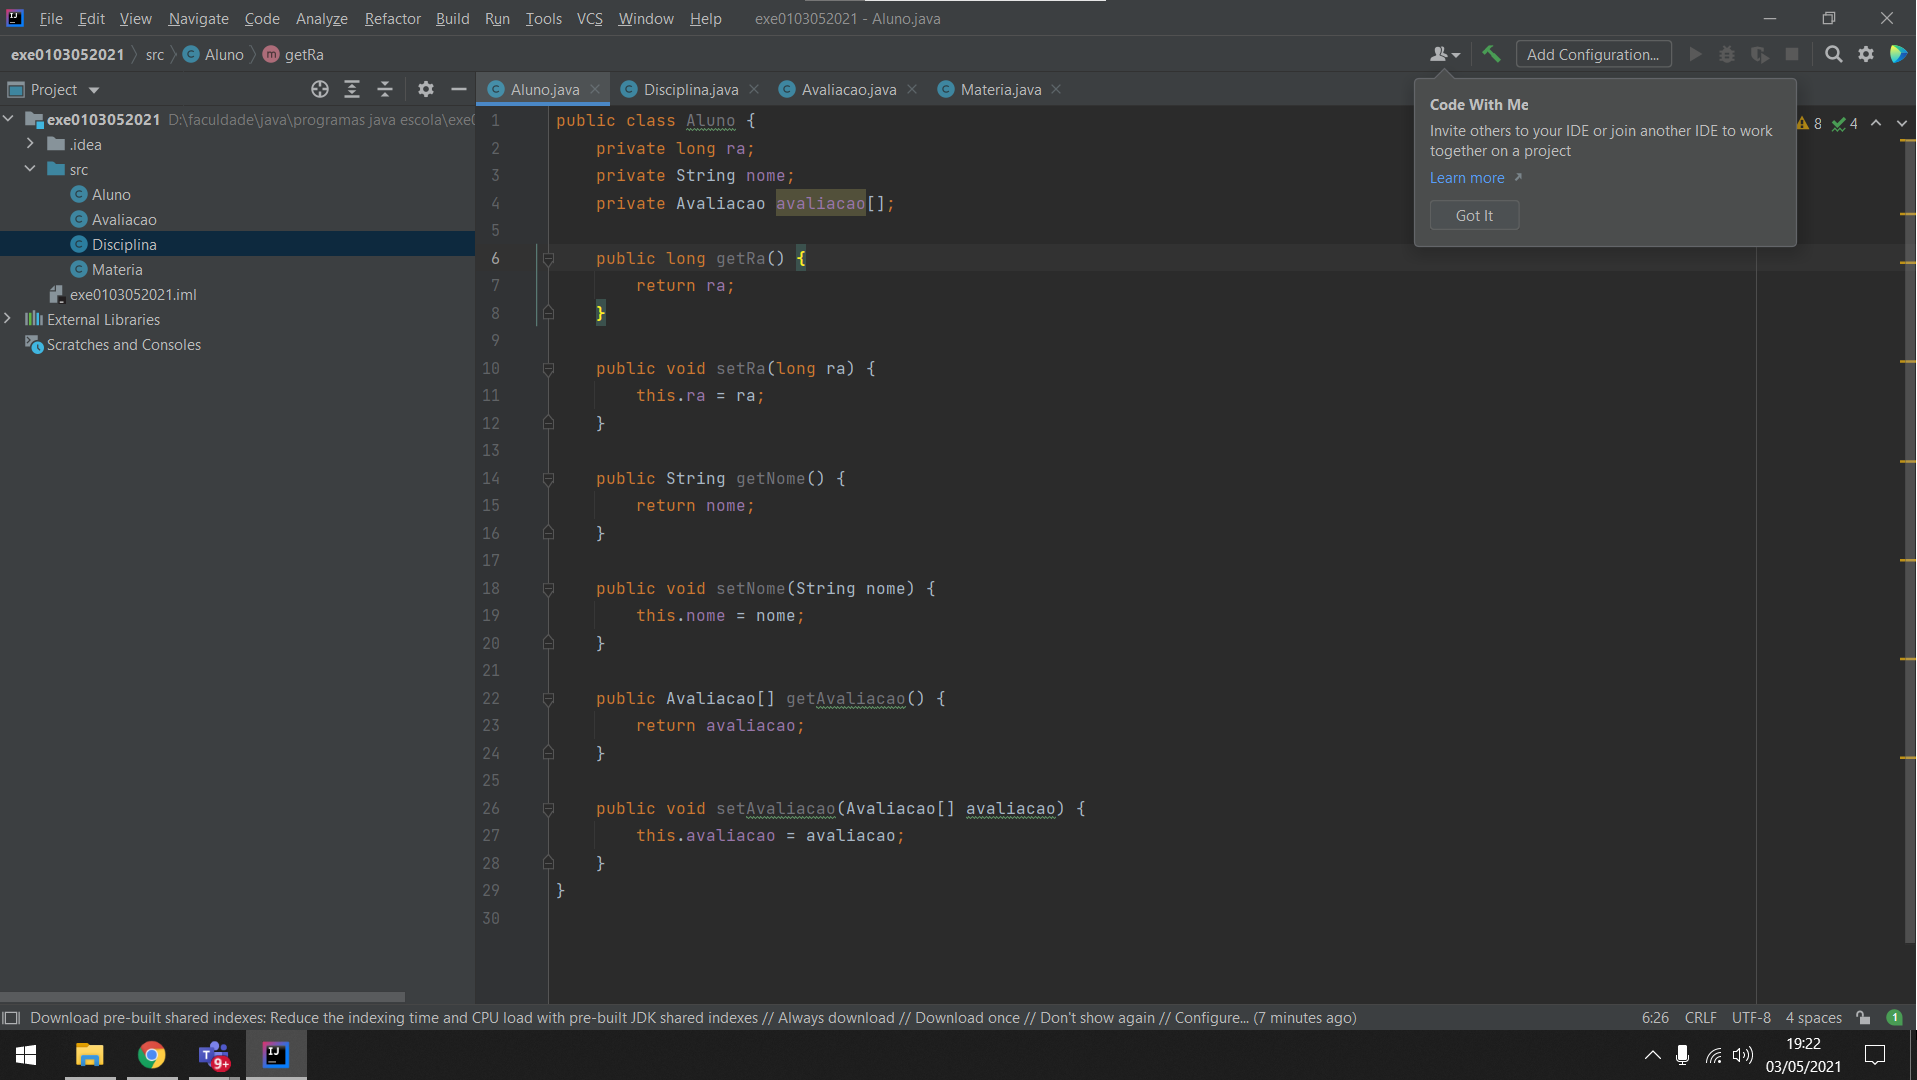 File Edit View Navigate Code Analyze Refactor Build Run Tools VCS Window Help exe0103052021 - Aluno.java
exe0103052021 src Aluno getRa Add Configuration...
Project Aluno.java Disciplina.java Avaliacao.java Materia.java
exe0103052021 D:\faculdade\java\programas java escola\exe0
.idea
src
Aluno
Avaliacao
Disciplina
Materia
exe0103052021.iml
External Libraries
Scratches and Consoles
1 public class Aluno {
2 private long ra;
3 private String nome;
4 private Avaliacao avaliacao[];
5
6 public long getRa() {
7 return ra;
8 }
9
10 public void setRa(long ra) {
11 this.ra = ra;
12 }
13
14 public String getNome() {
15 return nome;
16 }
17
18 public void setNome(String nome) {
19 this.nome = nome;
20 }
21
22 public Avaliacao[] getAvaliacao() {
23 return avaliacao;
24 }
25
26 public void setAvaliacao(Avaliacao[] avaliacao) {
27 this.avaliacao = avaliacao;
28 }
29 }
30
Code With Me
Invite others to your IDE or join another IDE to work
together on a project
Learn more
Got It
8 4
Download pre-built shared indexes: Reduce the indexing time and CPU load with pre-built JDK shared indexes // Always download // Download once // Don't show again // Configure... (7 minutes ago) 6:26 CRLF UTF-8 4 spaces 1
9+
19:22
03/05/2021